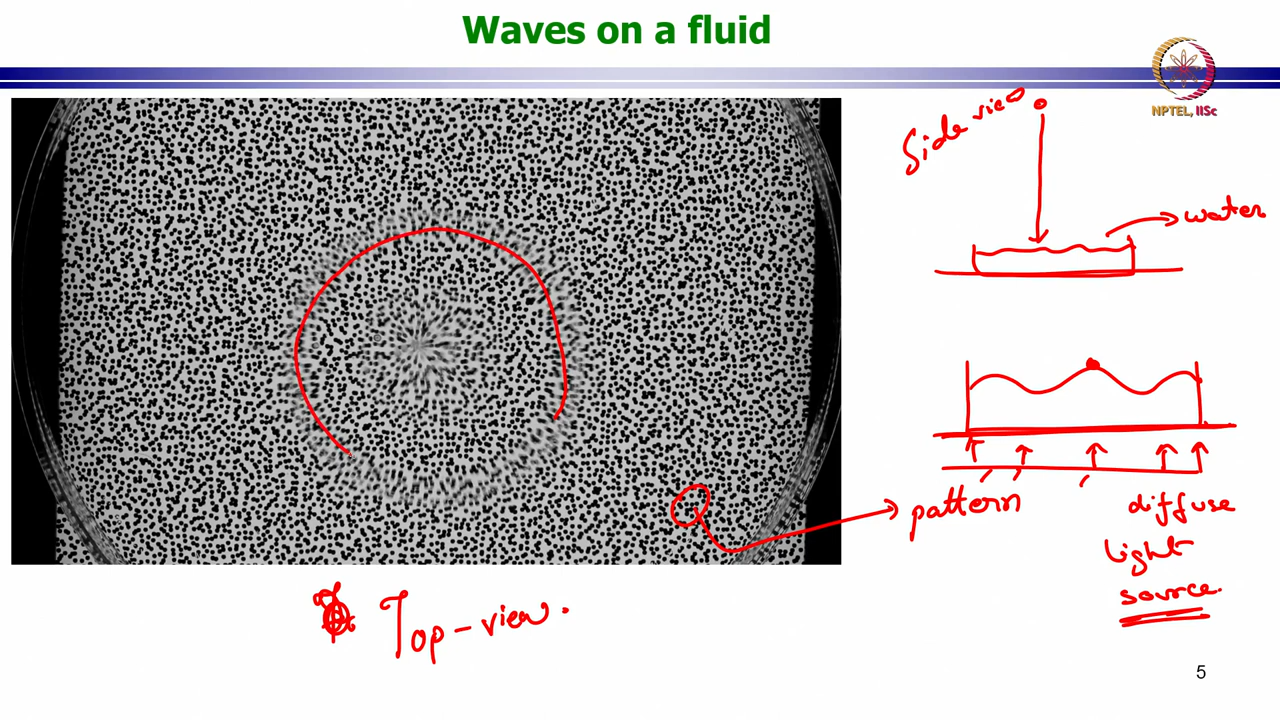 Waves on a fluid
NPTEL, IISc
Side view
water
pattern
diffuse
light
source.
Top-view.
5